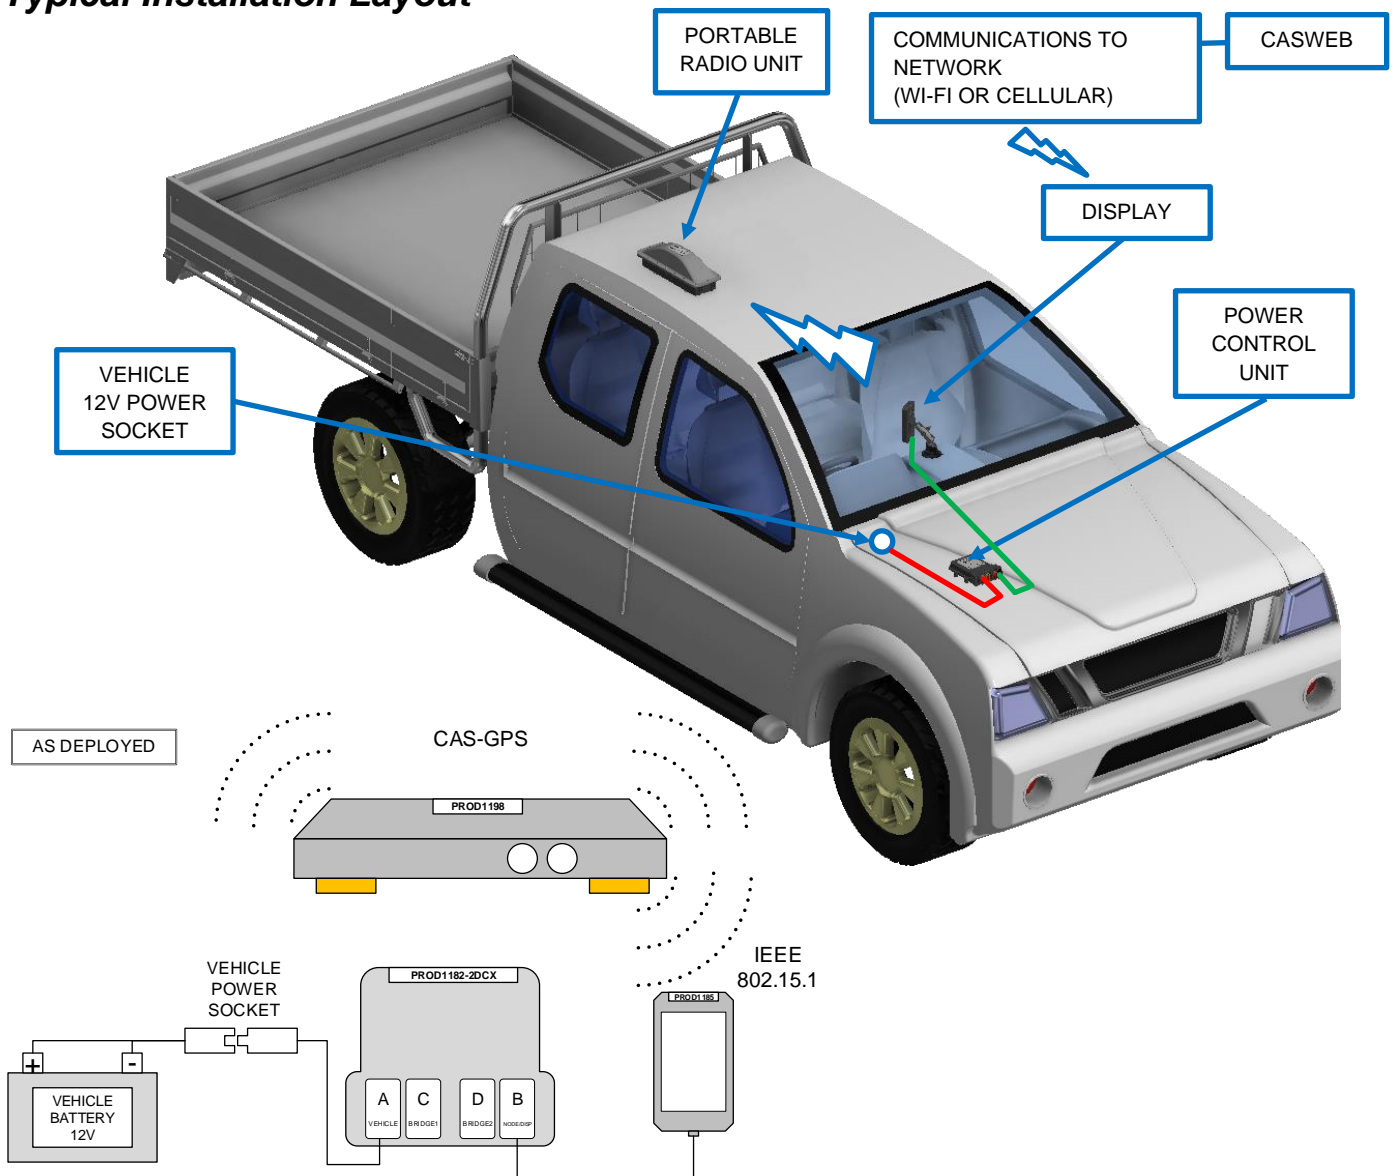 Typical Installation Layout
PORTABLE
RADIO UNIT
COMMUNICATIONS TO
NETWORK
(WI-FI OR CELLULAR)
CASWEB
DISPLAY
POWER
CONTROL
UNIT
VEHICLE
12V POWER
SOCKET
AS DEPLOYED
CAS-GPS
PROD1198
IEEE
802.15.1
VEHICLE
POWER
SOCKET
PROD1182-2DCX
PROD1185
+
-
A
VEHICLE
C
BRIDGE1
D
BRIDGE2
B
NODE/DISP
VEHICLE
BATTERY
12V